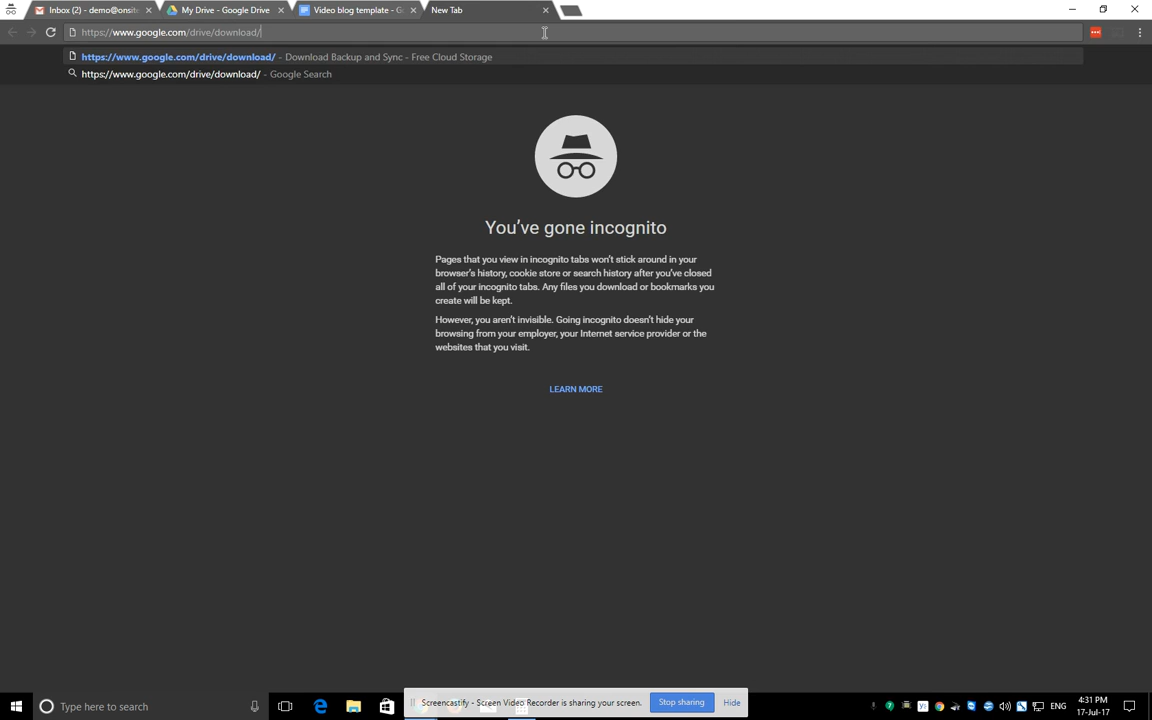 Inbox (2) - demo@onsit
My Drive - Google Drive
Video blog template - G
New Tab
https://www.google.com/drive/download/
https://www.google.com/drive/download/ - Download Backup and Sync - Free Cloud Storage
https://www.google.com/drive/download/ - Google Search
You've gone incognito
Pages that you view in incognito tabs won't stick around in your
browser's history, cookie store or search history after you've closed
all of your incognito tabs. Any files you download or bookmarks you
create will be kept.
However, you aren't invisible. Going incognito doesn't hide your
browsing from your employer, your Internet service provider or the
websites that you visit.
LEARN MORE
Type here to search
Screencastify - Screen Video Recorder is sharing your screen.
Stop sharing
Hide
ENG
4:31 PM
17-Jul-17